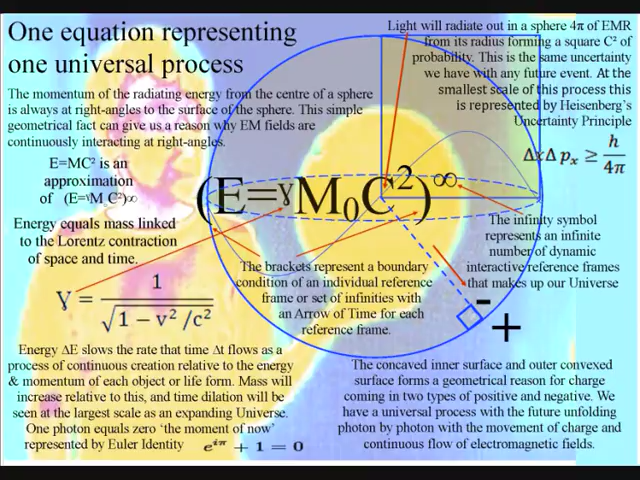 One equation representing
one universal process
The momentum of the radiating energy from the centre of a sphere
is always at right-angles to the surface of the sphere. This simple
geometrical fact can give us a reason why EM fields are
continuously interacting at right-angles.
E=MC² is an
approximation
of (E=ɣM C²)∞
Energy equals mass linked
to the Lorentz contraction
of space and time.
Light will radiate out in a sphere 4π of EMR
from its radius forming a square C² of
probability. This is the same uncertainty
we have with any future event. At the
smallest scale of this process this
is represented by Heisenberg's
Uncertainty Principle
Δx Δ pₓ ≥ h / 4π
(E=ɣM₀C²)∞
The infinity symbol
represents an infinite
number of dynamic
interactive reference frames
that makes up our Universe
The brackets represent a boundary
condition of an individual reference
frame or set of infinities with
an Arrow of Time for each
reference frame.
ɣ = 1 / √(1 − v² /c²)
-
+
Energy ΔE slows the rate that time Δt flows as a
process of continuous creation relative to the energy
& momentum of each object or life form. Mass will
increase relative to this, and time dilation will be
seen at the largest scale as an expanding Universe.
One photon equals zero 'the moment of now'
represented by Euler Identity e^iπ + 1 = 0
The concaved inner surface and outer convexed
surface forms a geometrical reason for charge
coming in two types of positive and negative. We
have a universal process with the future unfolding
photon by photon with the movement of charge and
continuous flow of electromagnetic fields.